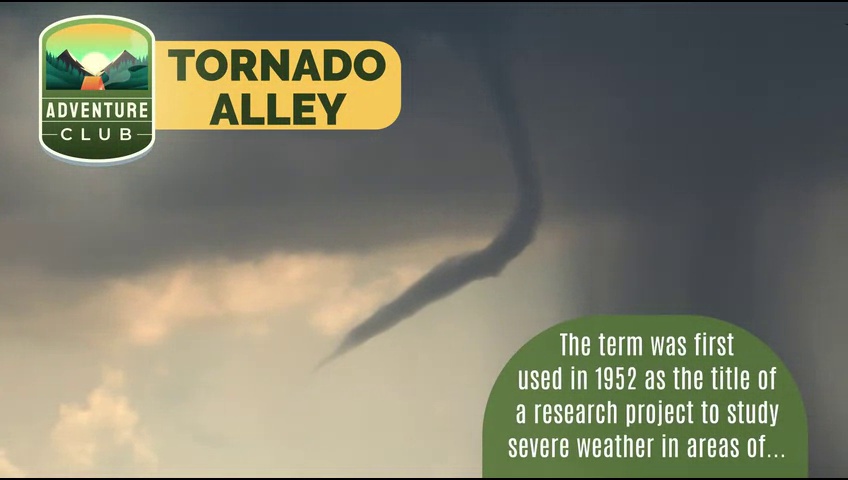 ADVENTURE
CLUB
TORNADO
ALLEY
The term was first
used in 1952 as the title of
a research project to study
severe weather in areas of...